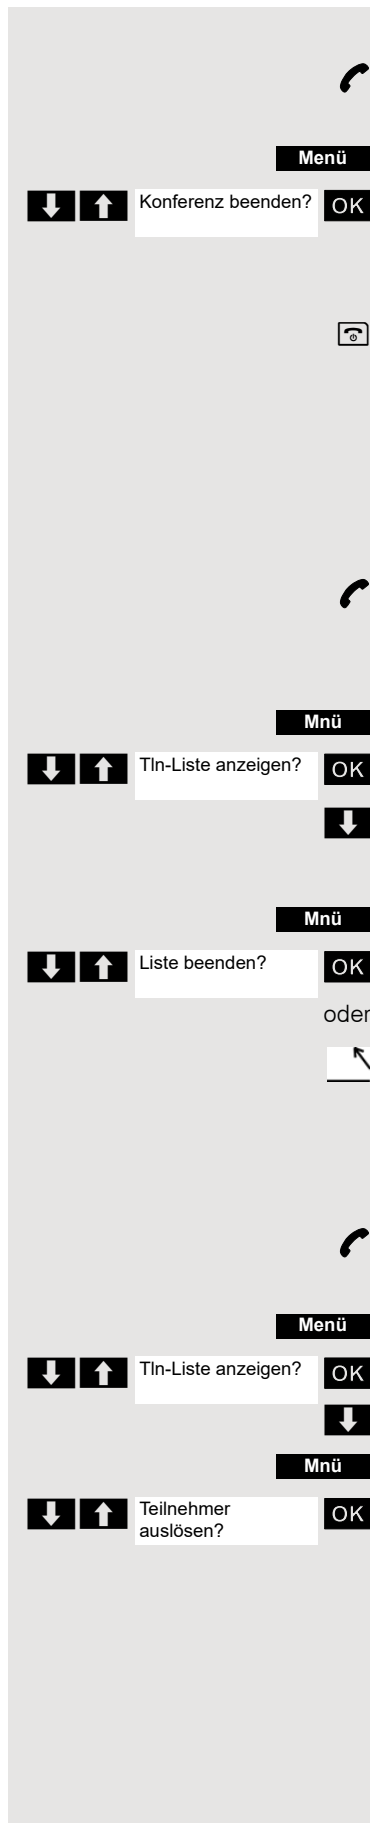 Menü
Konferenz beenden? OK
Mnü
Tln-Liste anzeigen? OK
Mnü
Liste beenden? OK
oder
Menü
Tln-Liste anzeigen? OK
Mnü
Teilnehmer
auslösen? OK